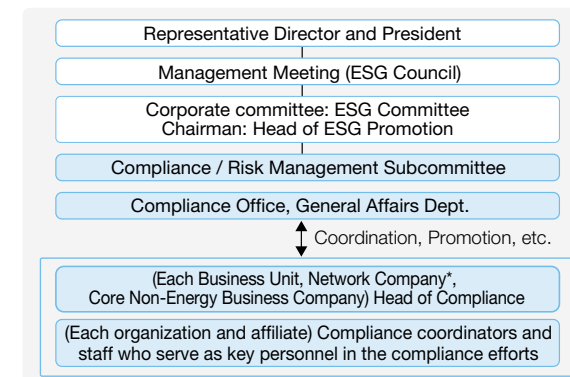 Representative Director and President
Management Meeting (ESG Council)
Corporate committee: ESG Committee
Chairman: Head of ESG Promotion
Compliance / Risk Management Subcommittee
Compliance Office, General Affairs Dept.
Coordination, Promotion, etc.
(Each Business Unit, Network Company*,
Core Non-Energy Business Company) Head of Compliance
(Each organization and affiliate) Compliance coordinators and
staff who serve as key personnel in the compliance efforts